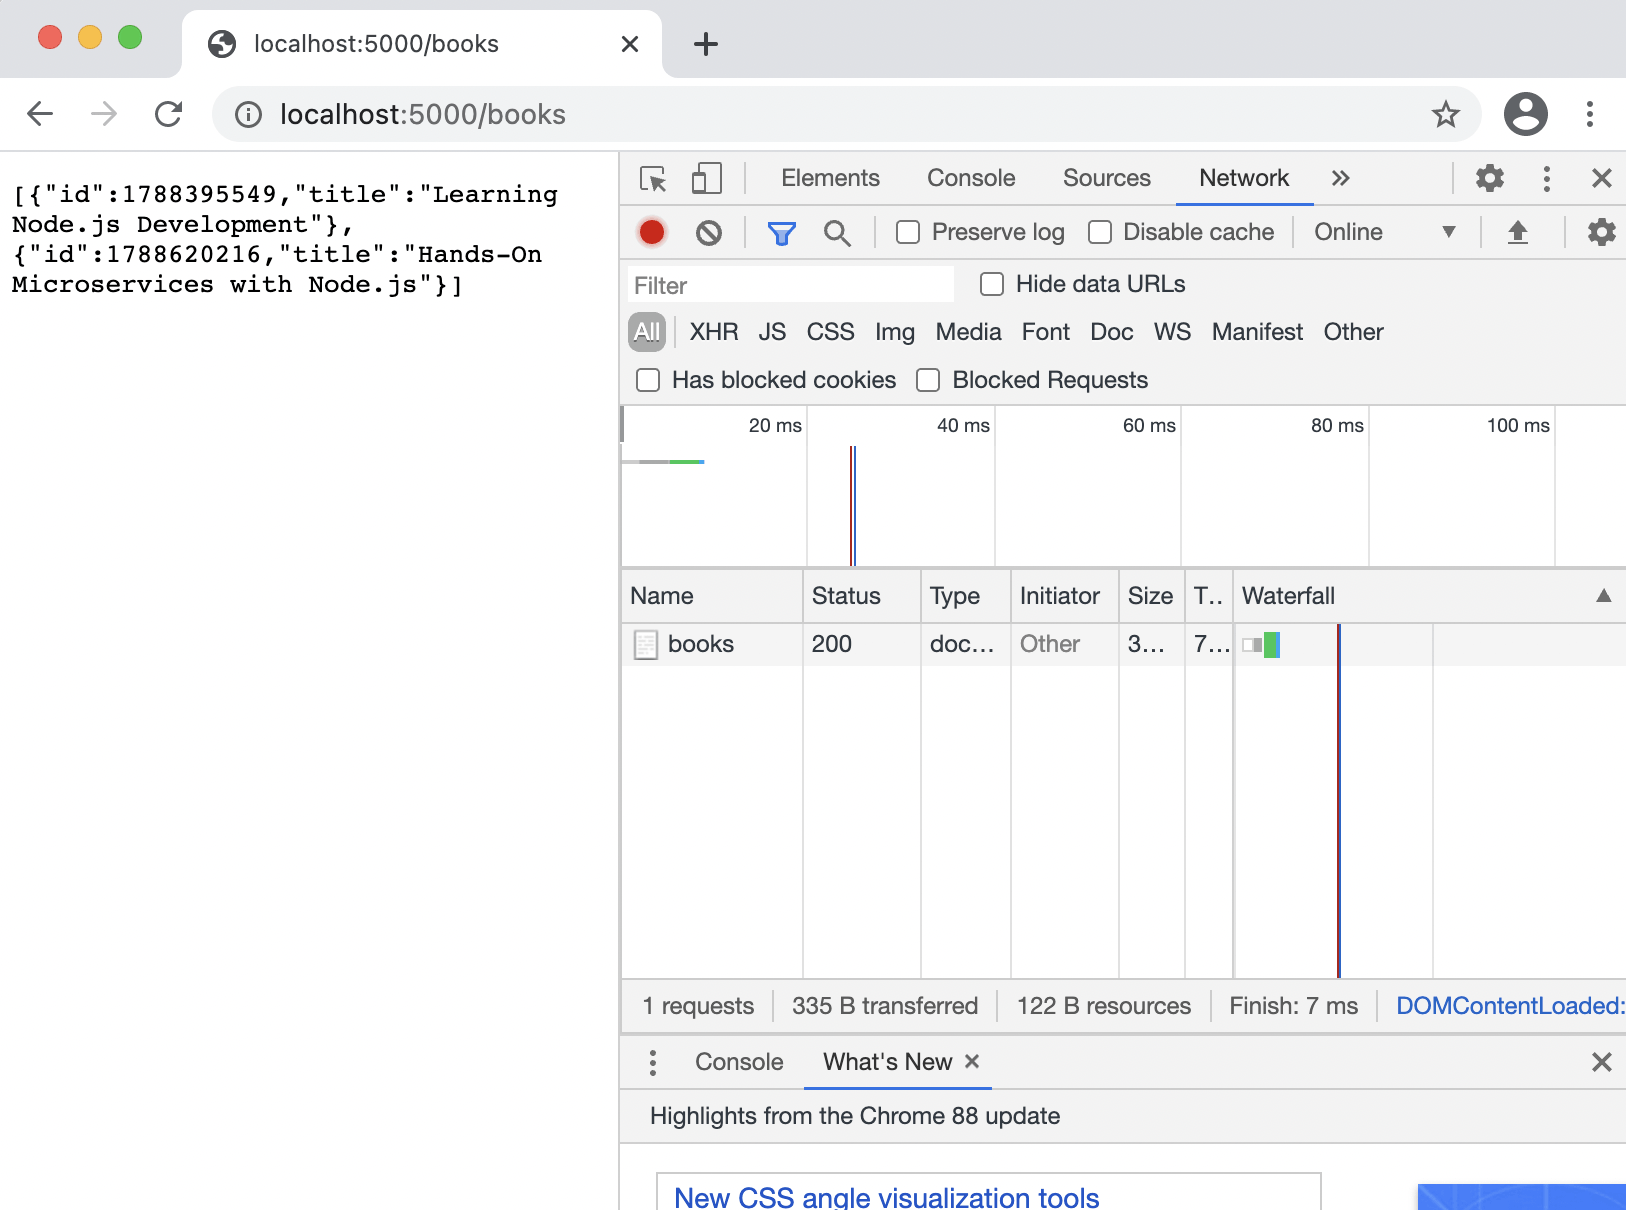 localhost:5000/books
localhost:5000/books
[{"id":1788395549,"title":"Learning
Node.js Development"},
{"id":1788620216,"title":"Hands-On
Microservices with Node.js"}]
Elements Console Sources Network
Preserve log Disable cache Online
Filter Hide data URLs
All XHR JS CSS Img Media Font Doc WS Manifest Other
Has blocked cookies Blocked Requests
20 ms 40 ms 60 ms 80 ms 100 ms
Name Status Type Initiator Size T.. Waterfall
books 200 doc... Other 3... 7...
1 requests 335 B transferred 122 B resources Finish: 7 ms DOMContentLoaded:
Console What's New
Highlights from the Chrome 88 update
New CSS angle visualization tools